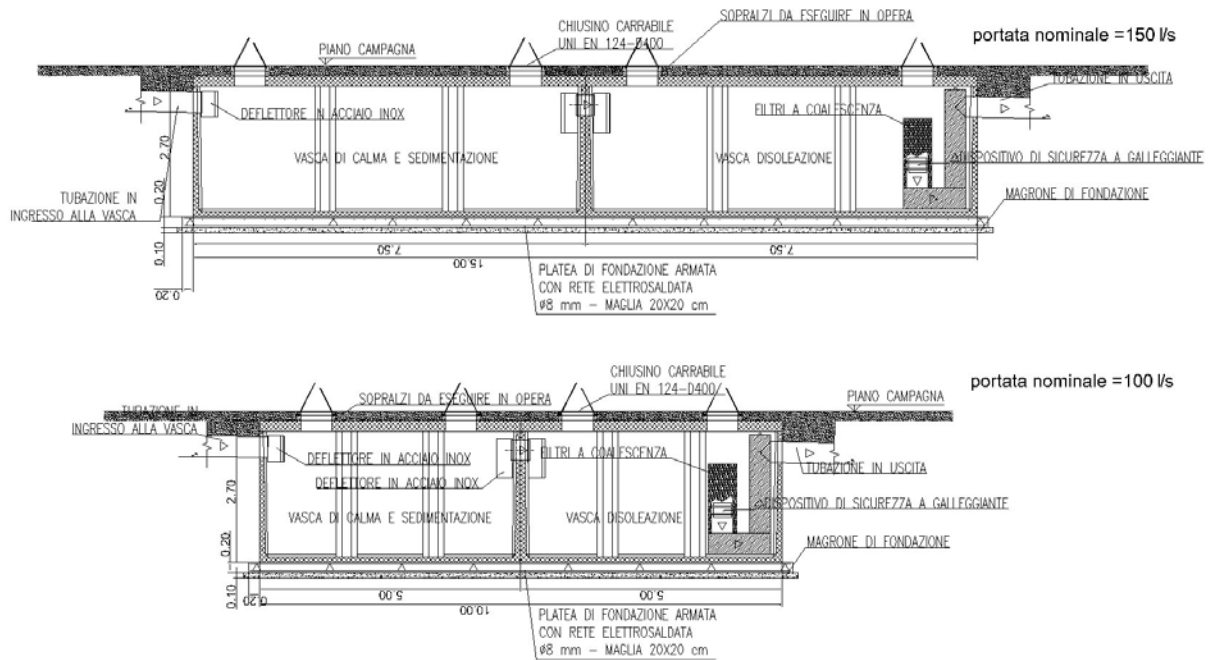 CHIUSINO CARRABILE
UNI EN 124-D400
SOPRALZI DA ESEGUIRE IN OPERA
portata nominale =150 l/s
PIANO CAMPAGNA
TUBAZIONE IN USCITA
DEFLETTORE IN ACCIAIO INOX
FILTRI A COALESCENZA
VASCA DI CALMA E SEDIMENTAZIONE
VASCA DISOLEAZIONE
DISPOSITIVO DI SICUREZZA A GALLEGGIANTE
2.70
0.20
TUBAZIONE IN
INGRESSO ALLA VASCA
MAGRONE DI FONDAZIONE
0.10
7.50
7.50
15.00
0.20
PLATEA DI FONDAZIONE ARMATA
CON RETE ELETTROSALDATA
ø8 mm – MAGLIA 20X20 cm
CHIUSINO CARRABILE
UNI EN 124-D400
portata nominale =100 l/s
SOPRALZI DA ESEGUIRE IN OPERA
PIANO CAMPAGNA
TUBAZIONE IN
INGRESSO ALLA VASCA
DEFLETTORE IN ACCIAIO INOX
FILTRI A COALESCENZA
TUBAZIONE IN USCITA
DEFLETTORE IN ACCIAIO INOX
2.70
DISPOSITIVO DI SICUREZZA A GALLEGGIANTE
VASCA DI CALMA E SEDIMENTAZIONE
VASCA DISOLEAZIONE
0.20
MAGRONE DI FONDAZIONE
0.10
0.20
5.00
5.00
10.00
PLATEA DI FONDAZIONE ARMATA
CON RETE ELETTROSALDATA
ø8 mm – MAGLIA 20X20 cm